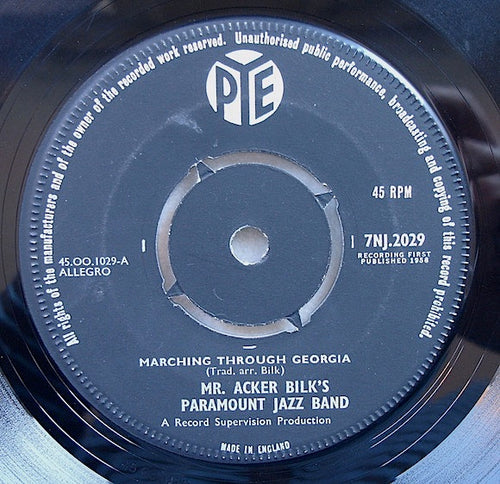 All rights of the manufacturers and of the owner of the recorded work reserved. Unauthorised public performance, broadcasting and copying of this record prohibited.
PYE
45 RPM
7NJ.2029
RECORDING FIRST
PUBLISHED 1958
45.OO.1029-A
ALLEGRO
MARCHING THROUGH GEORGIA
(Trad. arr. Bilk)
MR. ACKER BILK'S
PARAMOUNT JAZZ BAND
A Record Supervision Production
MADE IN ENGLAND